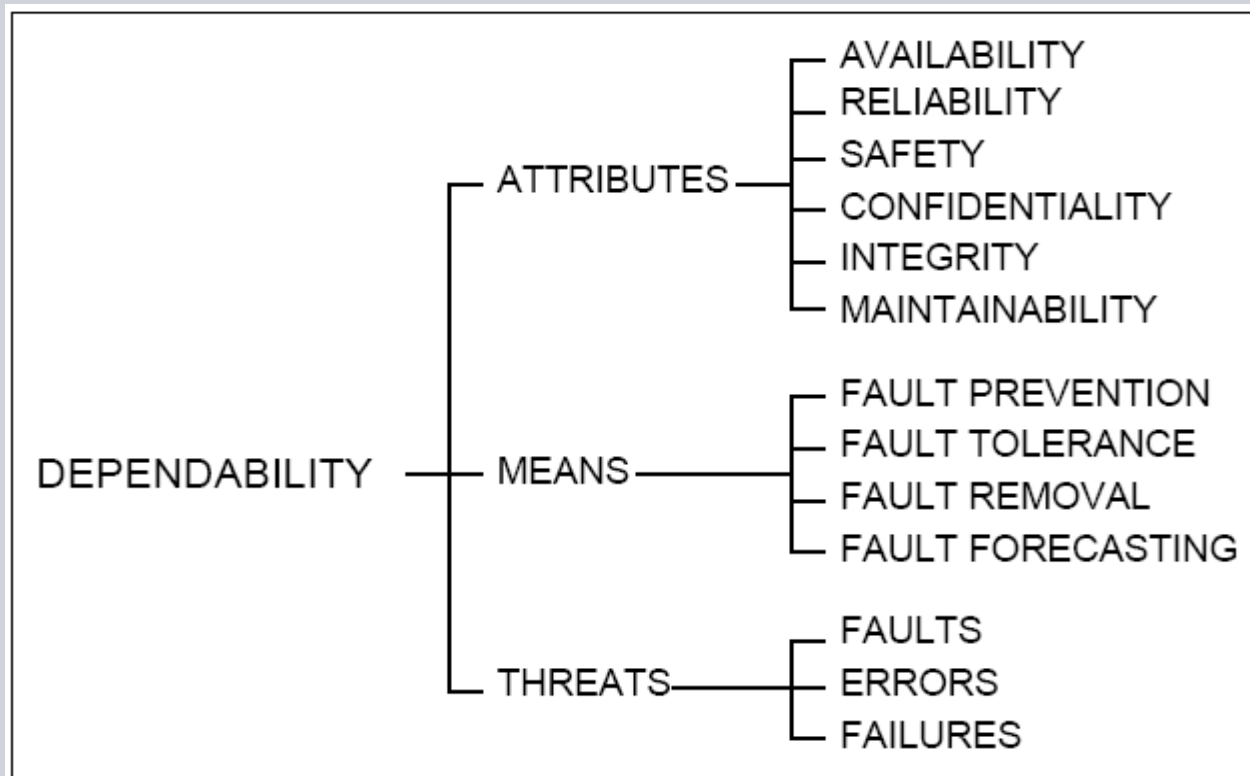 DEPENDABILITY
ATTRIBUTES
AVAILABILITY
RELIABILITY
SAFETY
CONFIDENTIALITY
INTEGRITY
MAINTAINABILITY
MEANS
FAULT PREVENTION
FAULT TOLERANCE
FAULT REMOVAL
FAULT FORECASTING
THREATS
FAULTS
ERRORS
FAILURES